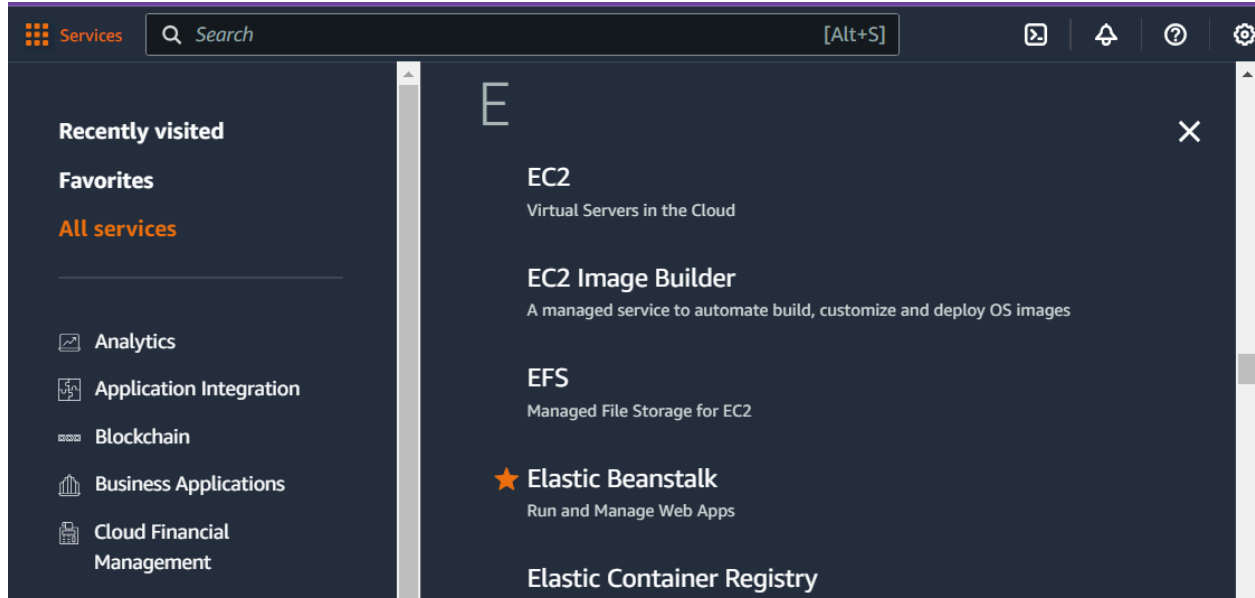 Services
Search
[Alt+S]
Recently visited
Favorites
All services
Analytics
Application Integration
Blockchain
Business Applications
Cloud Financial
Management
E
EC2
Virtual Servers in the Cloud
EC2 Image Builder
A managed service to automate build, customize and deploy OS images
EFS
Managed File Storage for EC2
Elastic Beanstalk
Run and Manage Web Apps
Elastic Container Registry